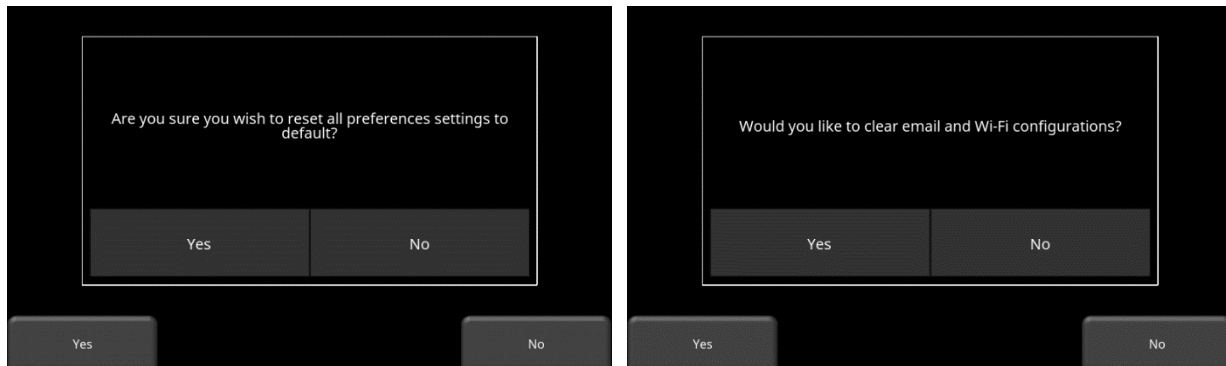 Are you sure you wish to reset all preferences settings to
default?
Yes
No
Yes
No
Would you like to clear email and Wi-Fi configurations?
Yes
No
Yes
No